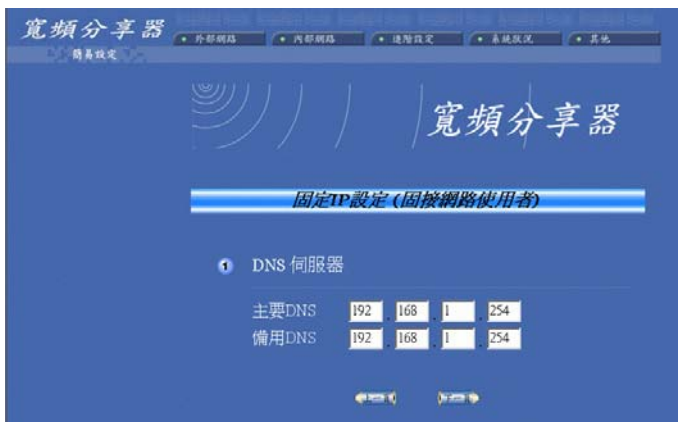 寬頻分享器
• 外部網路 • 內部網路 • 進階設定 • 系統狀況 • 其他
簡易設定
寬頻分享器
固定IP設定 (固接網路使用者)
1 DNS 伺服器
主要DNS 192 . 168 . 1 . 254
備用DNS 192 . 168 . 1 . 254